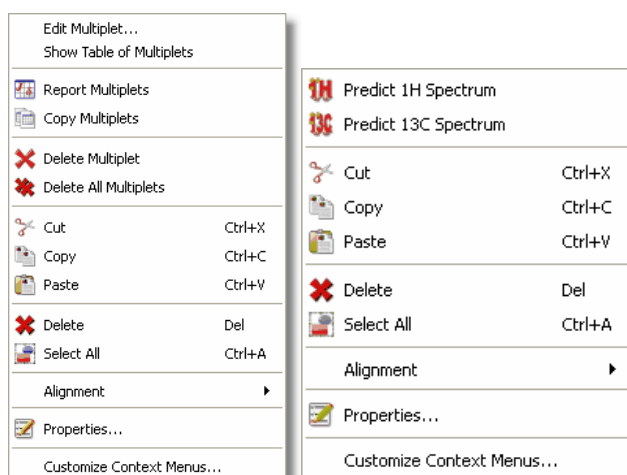 Edit Multiplet...
Show Table of Multiplets
Report Multiplets
Copy Multiplets
Delete Multiplet
Delete All Multiplets
Cut Ctrl+X
Copy Ctrl+C
Paste Ctrl+V
Delete Del
Select All Ctrl+A
Alignment
Properties...
Customize Context Menus...
1H Predict 1H Spectrum
13C Predict 13C Spectrum
Cut Ctrl+X
Copy Ctrl+C
Paste Ctrl+V
Delete Del
Select All Ctrl+A
Alignment
Properties...
Customize Context Menus...